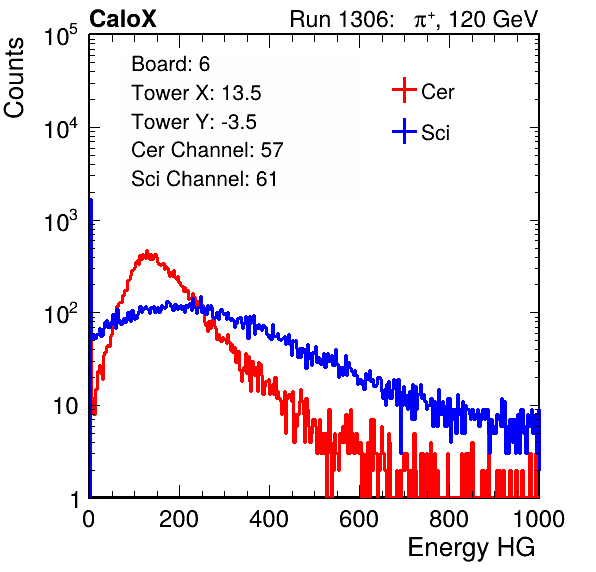 CaloX Run 1306: π⁺, 120 GeV
Board: 6
Tower X: 13.5
Tower Y: -3.5
Cer Channel: 57
Sci Channel: 61
Cer
Sci
Counts
10⁵
10⁴
10³
10²
10
1
0 200 400 600 800 1000
Energy HG